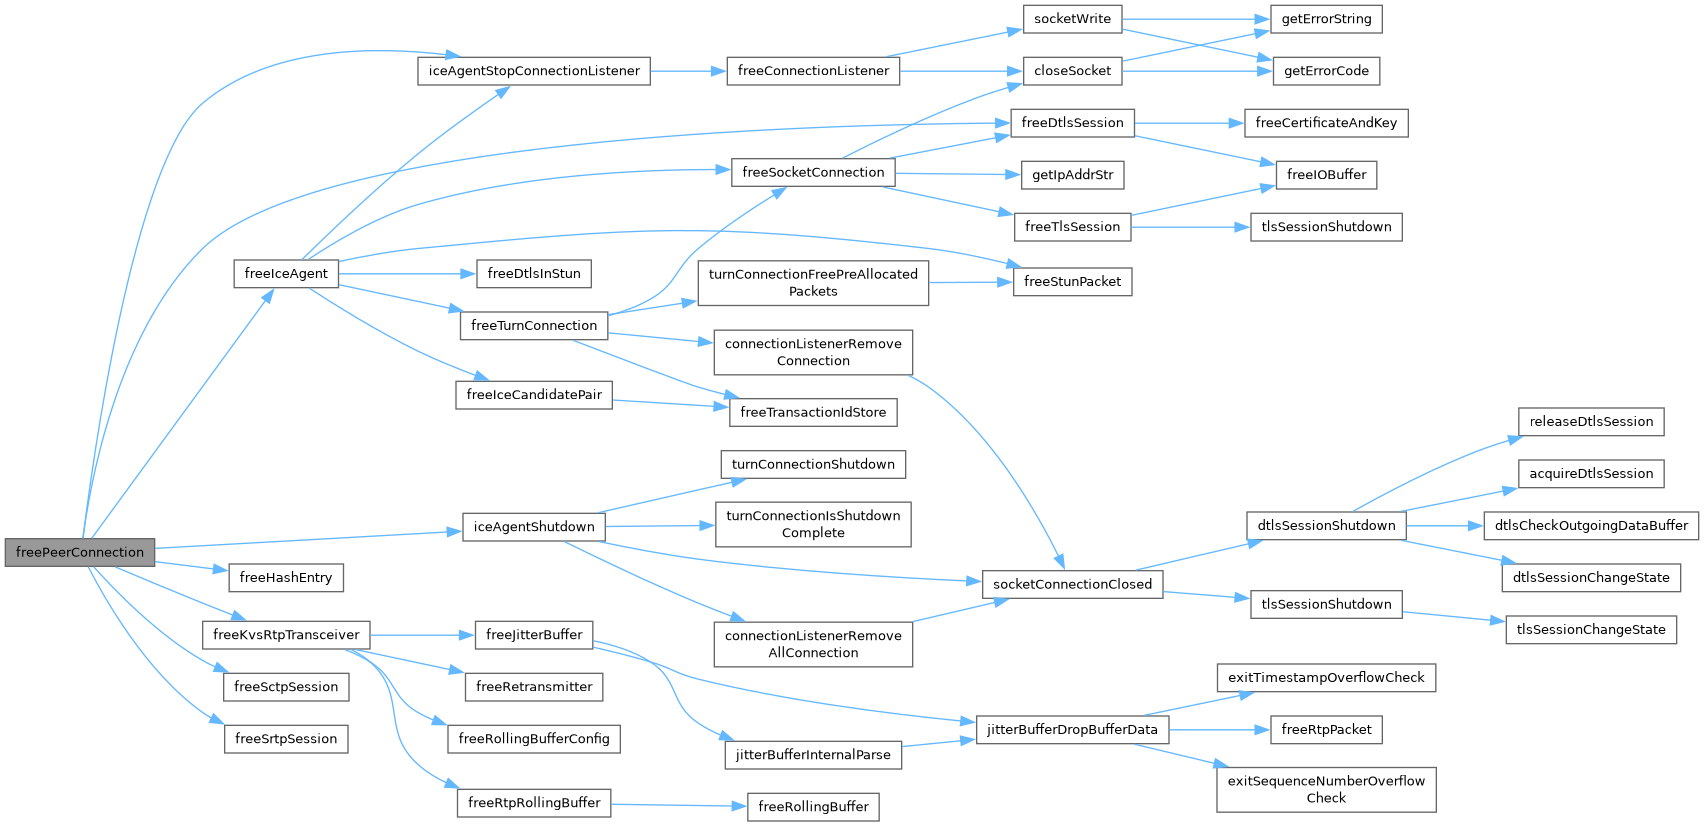 socketWrite
getErrorString
iceAgentStopConnectionListener
freeConnectionListener
closeSocket
getErrorCode
freeDtlsSession
freeCertificateAndKey
freeSocketConnection
getIpAddrStr
freeIOBuffer
freeTlsSession
tlsSessionShutdown
freeIceAgent
freeDtlsInStun
turnConnectionFreePreAllocated
Packets
freeStunPacket
freeTurnConnection
connectionListenerRemove
Connection
freeIceCandidatePair
freeTransactionIdStore
releaseDtlsSession
turnConnectionShutdown
acquireDtlsSession
iceAgentShutdown
turnConnectionIsShutdown
Complete
dtlsSessionShutdown
dtlsCheckOutgoingDataBuffer
freePeerConnection
freeHashEntry
socketConnectionClosed
dtlsSessionChangeState
tlsSessionShutdown
freeKvsRtpTransceiver
freeJitterBuffer
connectionListenerRemove
AllConnection
tlsSessionChangeState
freeSctpSession
freeRetransmitter
exitTimestampOverflowCheck
freeSrtpSession
freeRollingBufferConfig
jitterBufferInternalParse
jitterBufferDropBufferData
freeRtpPacket
freeRtpRollingBuffer
freeRollingBuffer
exitSequenceNumberOverflow
Check